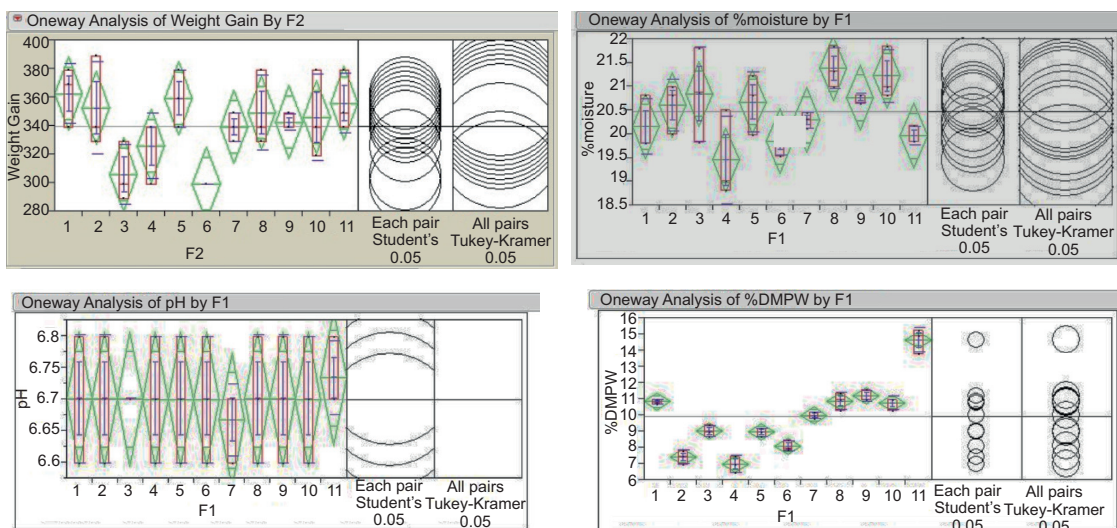 Oneway Analysis of Weight Gain By F2
400
380
360
340
320
300
280
Weight Gain
1 2 3 4 5 6 7 8 9 10 11
F2
Each pair
Student's
0.05
All pairs
Tukey-Kramer
0.05
Oneway Analysis of %moisture by F1
22
21.5
21
20.5
20
19.5
19
18.5
%moisture
1 2 3 4 5 6 7 8 9 10 11
F1
Each pair
Student's
0.05
All pairs
Tukey-Kramer
0.05
Oneway Analysis of pH by F1
6.8
6.75
6.7
6.65
6.6
pH
1 2 3 4 5 6 7 8 9 10 11
F1
Each pair
Student's
0.05
All pairs
Tukey-Kramer
0.05
Oneway Analysis of %DMPW by F1
16
15
14
13
12
11
10
9
8
7
6
%DMPW
1 2 3 4 5 6 7 8 9 10 11
F1
Each pair
Student's
0.05
All pairs
Tukey-Kramer
0.05